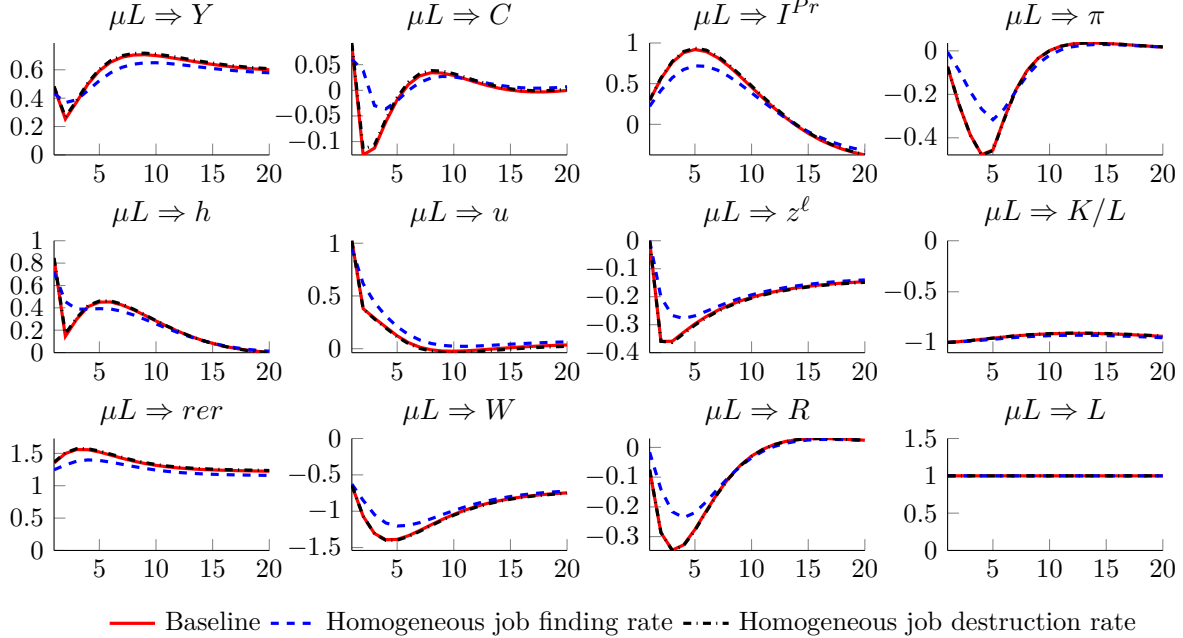 μL ⇒ Y μL ⇒ C μL ⇒ I^{Pr} μL ⇒ π
0.6
0.4
0.2
0
5 10 15 20
0.05
0
−0.05
−0.1
5 10 15 20
1
0.5
0
5 10 15 20
0
−0.2
−0.4
5 10 15 20
μL ⇒ h μL ⇒ u μL ⇒ z^ℓ μL ⇒ K/L
1
0.8
0.6
0.4
0.2
0
5 10 15 20
1
0.5
0
5 10 15 20
0
−0.1
−0.2
−0.3
−0.4
5 10 15 20
0
−0.5
−1
5 10 15 20
μL ⇒ rer μL ⇒ W μL ⇒ R μL ⇒ L
1.5
1
0.5
0
5 10 15 20
0
−0.5
−1
−1.5
5 10 15 20
0
−0.1
−0.2
−0.3
5 10 15 20
1.5
1
0.5
0
5 10 15 20
Baseline Homogeneous job finding rate Homogeneous job destruction rate